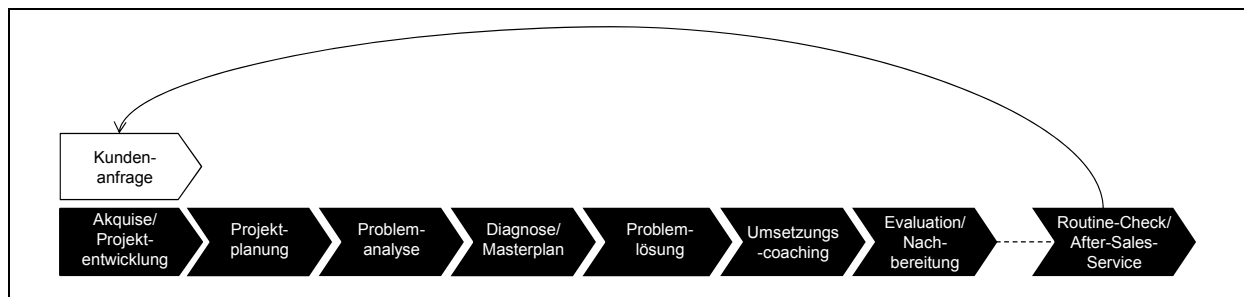 Kunden-
anfrage
Akquise/
Projekt-
entwicklung
Projekt-
planung
Problem-
analyse
Diagnose/
Masterplan
Problem-
lösung
Umsetzungs
-coaching
Evaluation/
Nach-
bereitung
Routine-Check/
After-Sales-
Service